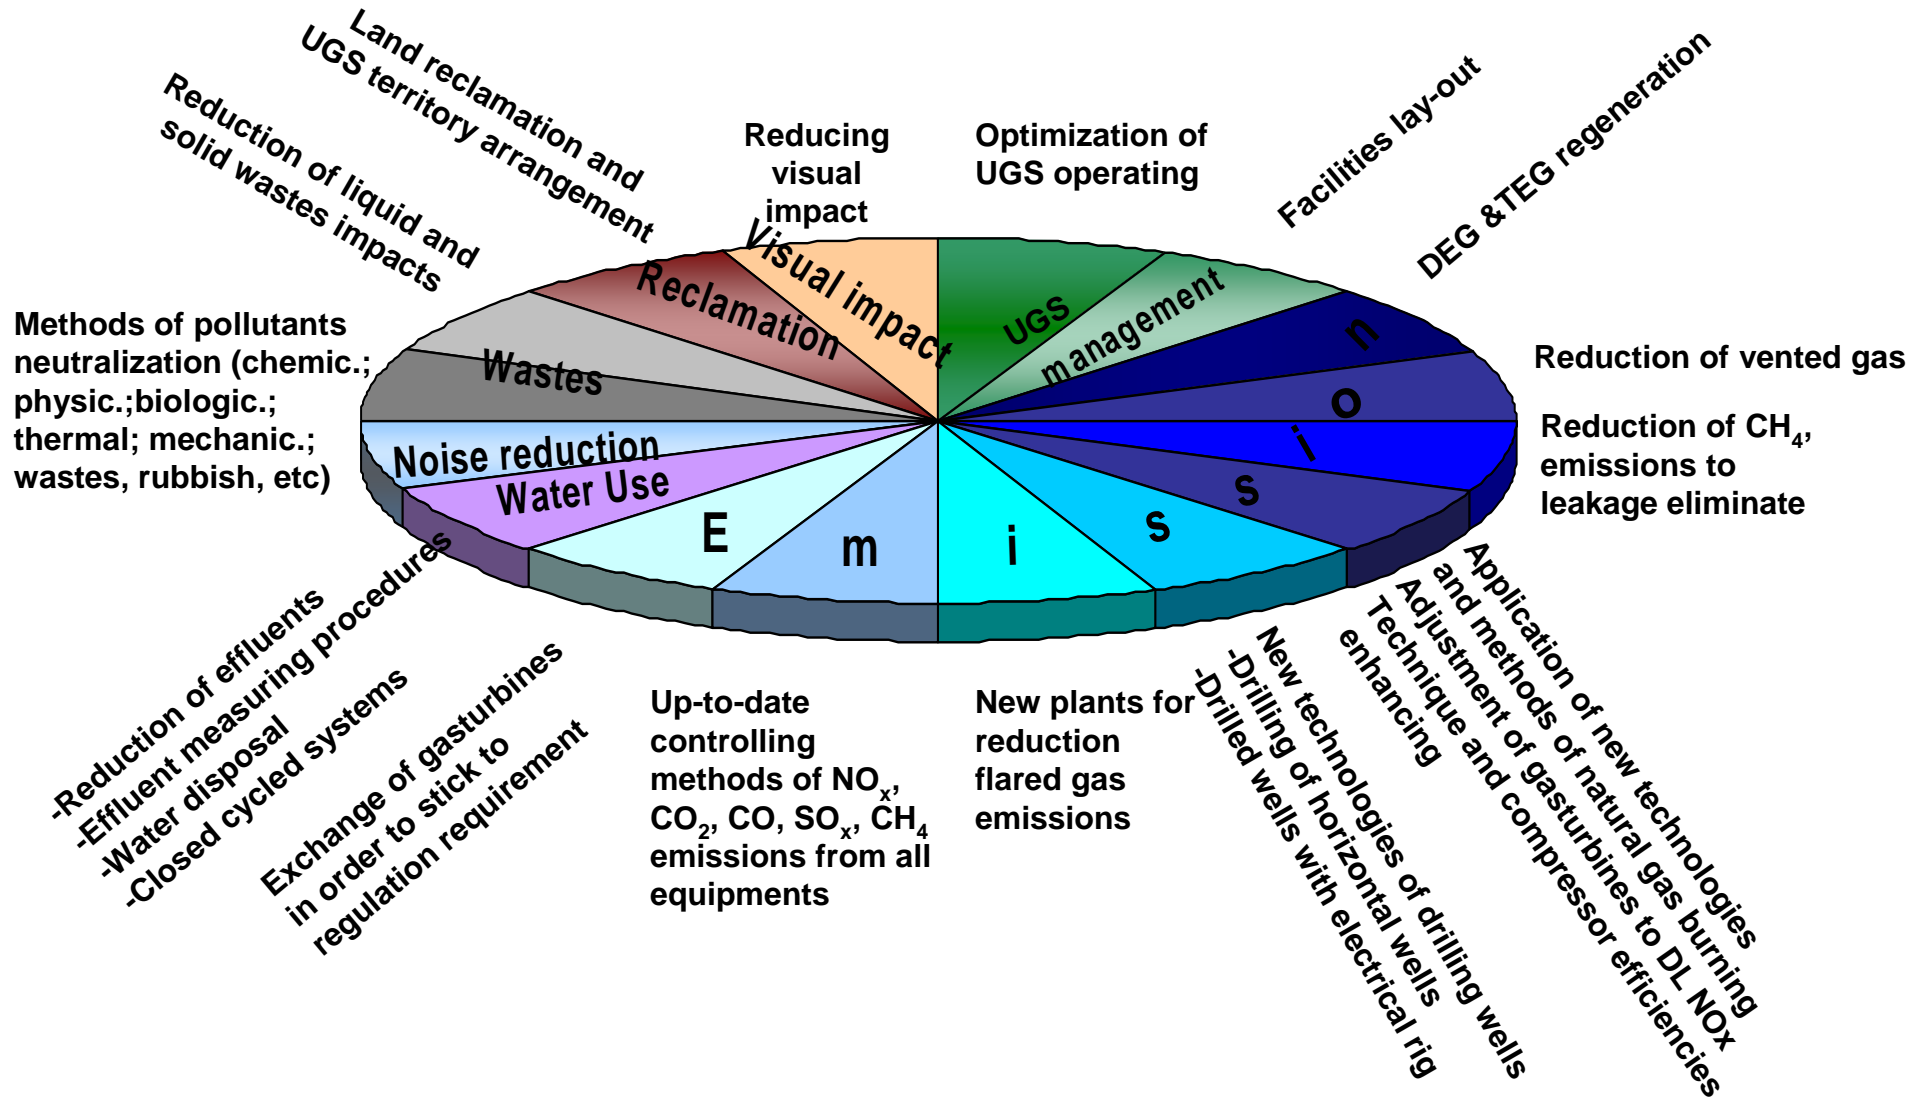 Land reclamation and
UGS territory arrangement
Reduction of liquid and
solid wastes impacts
Reducing
visual
impact
Optimization of
UGS operating
Facilities lay-out
DEG &TEG regeneration
Methods of pollutants
neutralization (chemic.;
physic.;biologic.;
thermal; mechanic.;
wastes, rubbish, etc)
Reduction of vented gas
Reduction of CH₄,
emissions to
leakage eliminate
Visual impact
Reclamation
Wastes
Noise reduction
Water Use
UGS
management
E m i s s i o n
-Reduction of effluents
-Effluent measuring procedures
-Water disposal
-Closed cycled systems
Exchange of gasturbines
in order to stick to
regulation requirement
Up-to-date
controlling
methods of NOₓ,
CO₂, CO, SOₓ, CH₄
emissions from all
equipments
New plants for
reduction
flared gas
emissions
New technologies of drilling wells
-Drilling of horizontal wells
-Drilled wells with electrical rig
Application of new technologies
and methods of natural gas burning
Adjustment of gasturbines to DL NOx
Technique and compressor efficiencies
enhancing